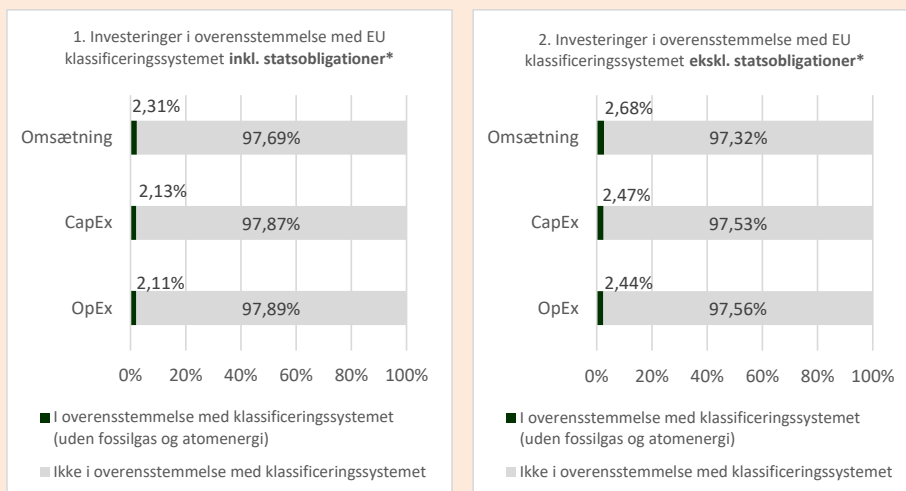 1. Investeringer i overensstemmelse med EU
klassificeringssystemet inkl. statsobligationer*
2,31%
Omsætning
97,69%
2,13%
CapEx
97,87%
2,11%
OpEx
97,89%
0% 20% 40% 60% 80% 100%
I overensstemmelse med klassificeringssystemet
(uden fossilgas og atomenergi)
Ikke i overensstemmelse med klassificeringssystemet
2. Investeringer i overensstemmelse med EU
klassificeringssystemet ekskl. statsobligationer*
2,68%
Omsætning
97,32%
2,47%
CapEx
97,53%
2,44%
OpEx
97,56%
0% 20% 40% 60% 80% 100%
I overensstemmelse med klassificeringssystemet
(uden fossilgas og atomenergi)
Ikke i overensstemmelse med klassificeringssystemet